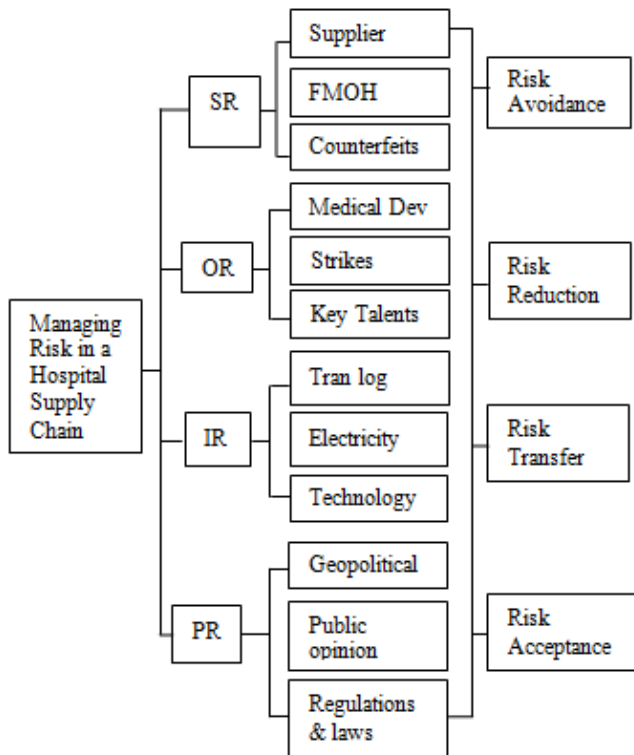 Managing
Risk in a
Hospital
Supply
Chain
SR
OR
IR
PR
Supplier
FMOH
Counterfeits
Medical Dev
Strikes
Key Talents
Tran log
Electricity
Technology
Geopolitical
Public
opinion
Regulations
& laws
Risk
Avoidance
Risk
Reduction
Risk
Transfer
Risk
Acceptance